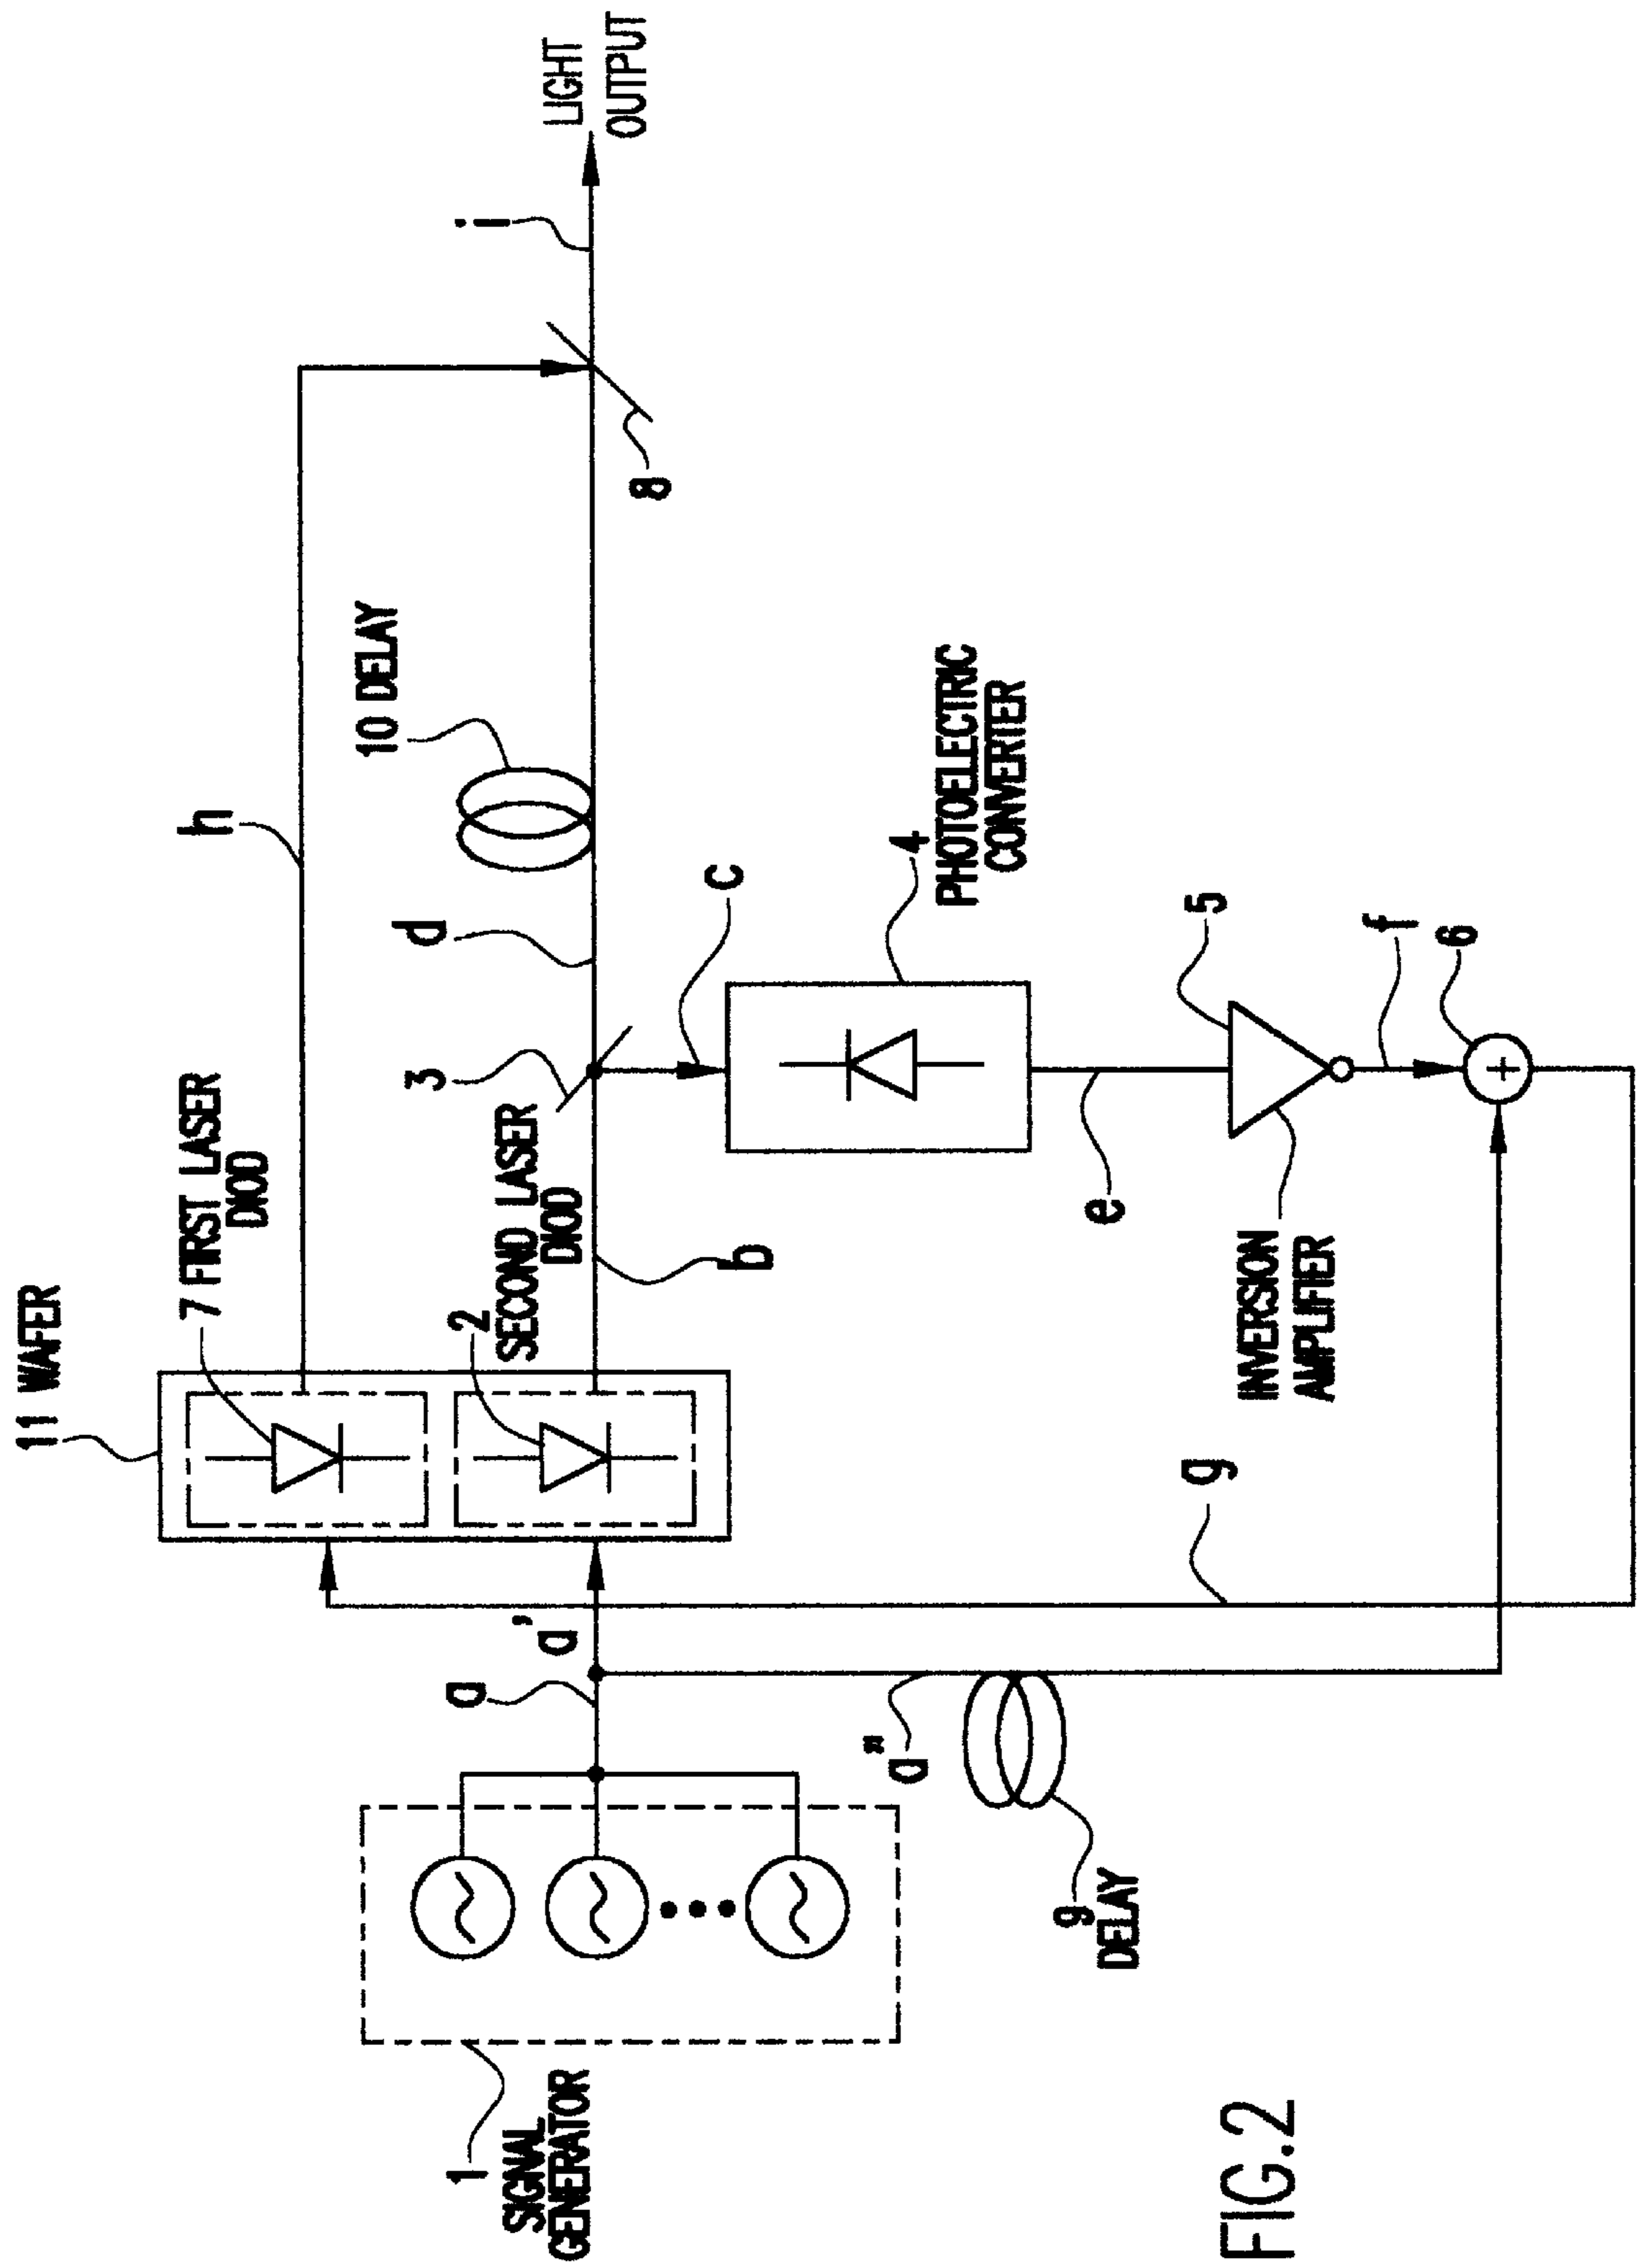 11 WAFER
7 FIRST LASER
DIOD
h
LIGHT
OUTPUT
i
10 DELAY
d
3
2
SECOND LASER
DIOD
b
8
c
4
PHOTOELECTRIC
CONVERTER
a
a'
1
SIGNAL
GENERATOR
a"
9
DELAY
e
5
INVERSION
AMPLIFIER
f
6
+
g
FIG.2